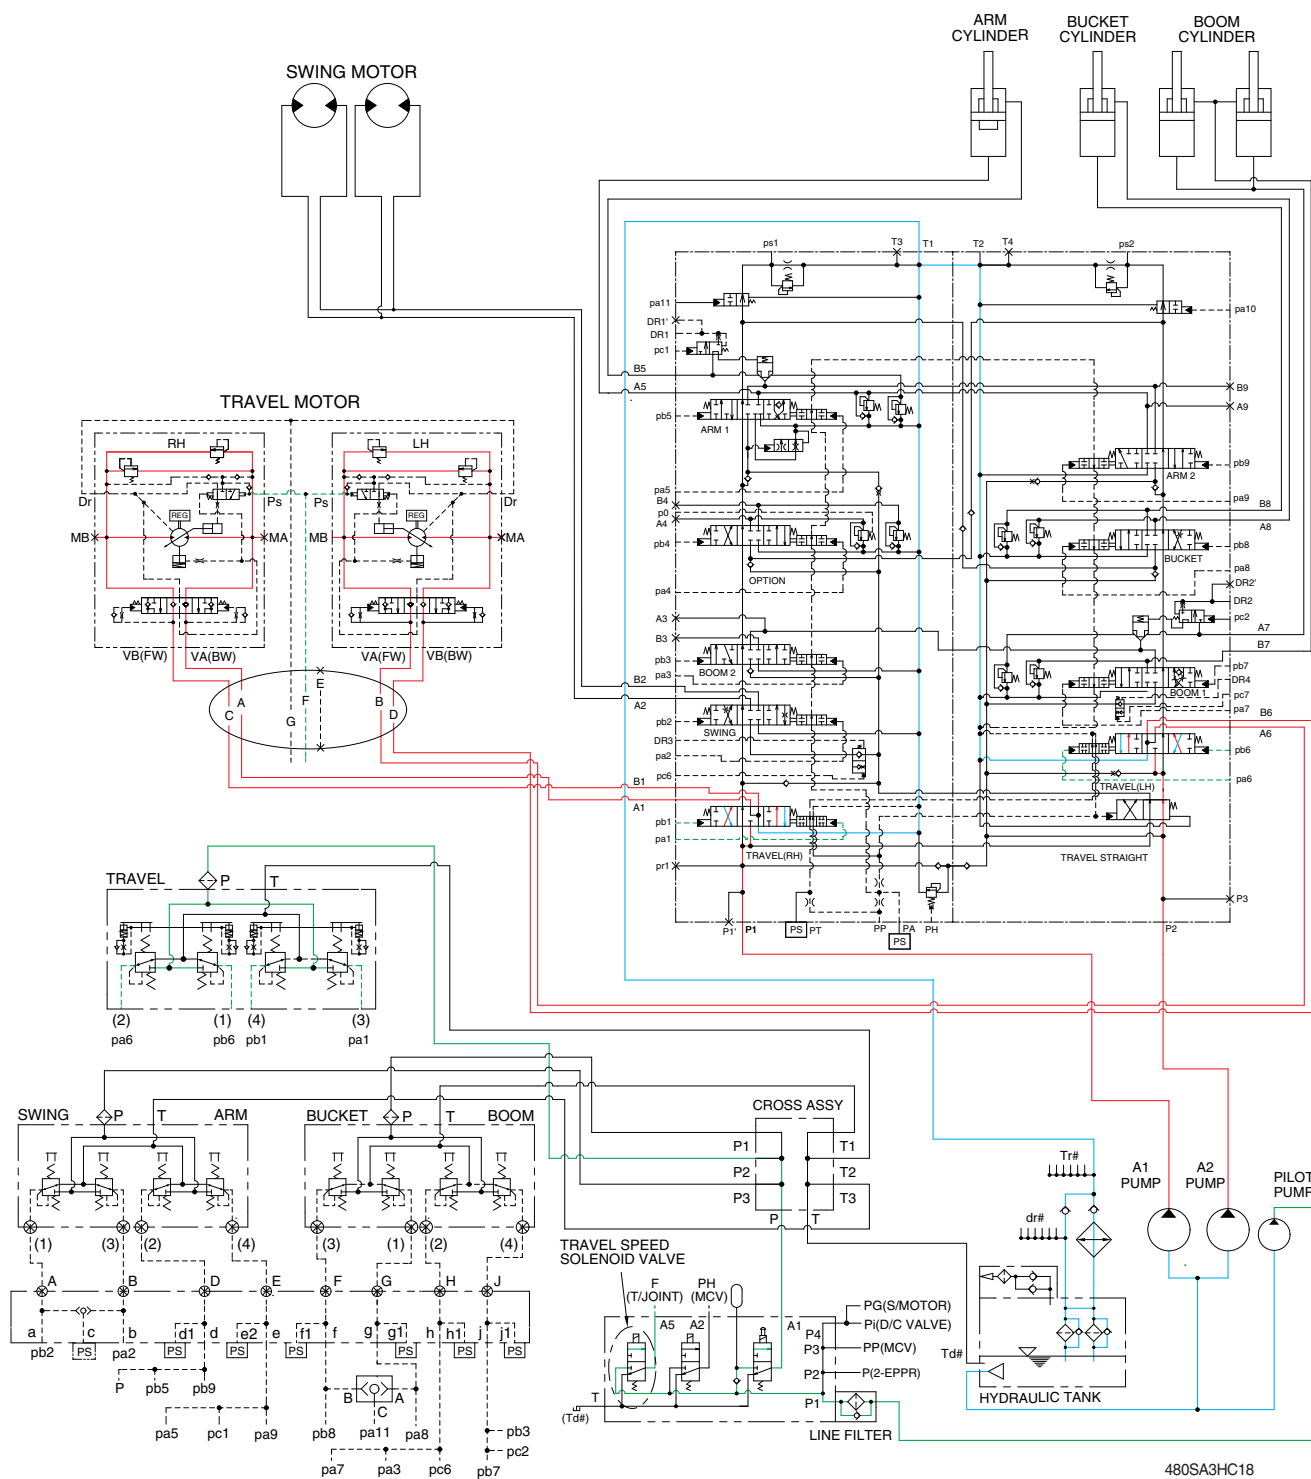 ARM
CYLINDER
BUCKET
CYLINDER
BOOM
CYLINDER
SWING MOTOR
ps1
T3
T1
T2
T4
ps2
pa11
pa10
DR1'
DR1
pc1
B5
A5
B9
A9
pb5
ARM 1
TRAVEL MOTOR
RH
LH
pb9
ARM 2
pa5
pa9
B4
p0
A4
B8
A8
Dr
Ps
Ps
Dr
REG
REG
MB
MA
MB
MA
pb4
OPTION
pb8
BUCKET
pa4
pa8
DR2'
DR2
pc2
A3
B3
A7
B7
VB(FW)
VA(BW)
VA(FW)
VB(BW)
pb3
BOOM 2
pa3
pb7
BOOM 1
DR4
pc7
pa7
B2
A2
B6
A6
E
C
A
G
F
B
D
pb2
SWING
DR3
pa2
pc6
pb6
pa6
TRAVEL(LH)
B1
A1
pb1
pa1
TRAVEL(RH)
TRAVEL STRAIGHT
pr1
P3
P1'
P1
PS
PT
PP
PA
PS
PH
P2
TRAVEL
P
T
(2)
(1)
(4)
(3)
pa6
pb6
pb1
pa1
SWING
P
T
ARM
BUCKET
P
T
BOOM
CROSS ASSY
P1
T1
P2
T2
P3
T3
P
T
(1)
(3)
(2)
(4)
(3)
(1)
(2)
(4)
A
B
D
E
F
G
H
J
a
c
b
d1
d
e2
e
f1
f
g
g1
h
h1
j
j1
pb2
PS
pa2
PS
PS
PS
PS
PS
PS
P
pb5
pb9
pa5
pc1
pa9
B
A
C
pb8
pa11
pa8
pa7
pa3
pc6
pb3
pc2
pb7
TRAVEL SPEED
SOLENOID VALVE
F
(T/JOINT)
PH
(MCV)
A5
A2
A1
P4
P3
P2
P1
PG(S/MOTOR)
Pi(D/C VALVE)
PP(MCV)
P(2-EPPR)
T
(Td#)
LINE FILTER
Tr#
dr#
Td#
A1
PUMP
A2
PUMP
PILOT
PUMP
HYDRAULIC TANK
480SA3HC18